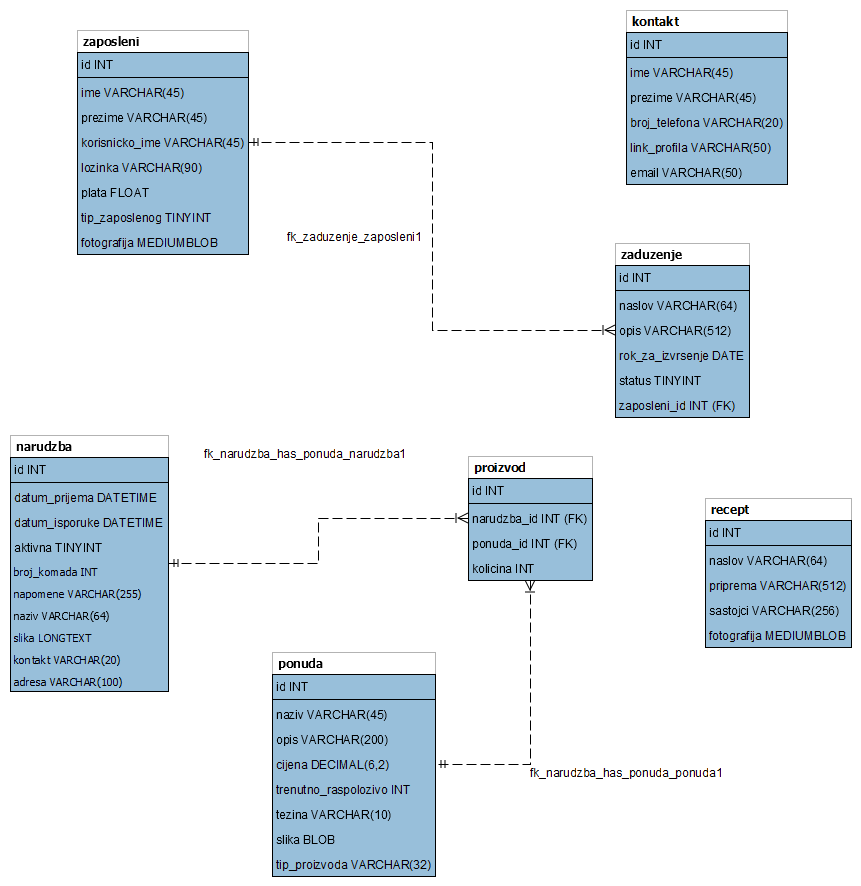 zaposleni
id INT
ime VARCHAR(45)
prezime VARCHAR(45)
korisnicko_ime VARCHAR(45)
lozinka VARCHAR(90)
plata FLOAT
tip_zaposlenog TINYINT
fotografija MEDIUMBLOB
kontakt
id INT
ime VARCHAR(45)
prezime VARCHAR(45)
broj_telefona VARCHAR(20)
link_profila VARCHAR(50)
email VARCHAR(50)
fk_zaduzenje_zaposleni1
zaduzenje
id INT
naslov VARCHAR(64)
opis VARCHAR(512)
rok_za_izvrsenje DATE
status TINYINT
zaposleni_id INT (FK)
narudzba
id INT
datum_prijema DATETIME
datum_isporuke DATETIME
aktivna TINYINT
broj_komada INT
napomene VARCHAR(255)
naziv VARCHAR(64)
slika LONGTEXT
kontakt VARCHAR(20)
adresa VARCHAR(100)
fk_narudzba_has_ponuda_narudzba1
proizvod
id INT
narudzba_id INT (FK)
ponuda_id INT (FK)
kolicina INT
recept
id INT
naslov VARCHAR(64)
priprema VARCHAR(512)
sastojci VARCHAR(256)
fotografija MEDIUMBLOB
ponuda
id INT
naziv VARCHAR(45)
opis VARCHAR(200)
cijena DECIMAL(6,2)
trenutno_raspolozivo INT
tezina VARCHAR(10)
slika BLOB
tip_proizvoda VARCHAR(32)
fk_narudzba_has_ponuda_ponuda1